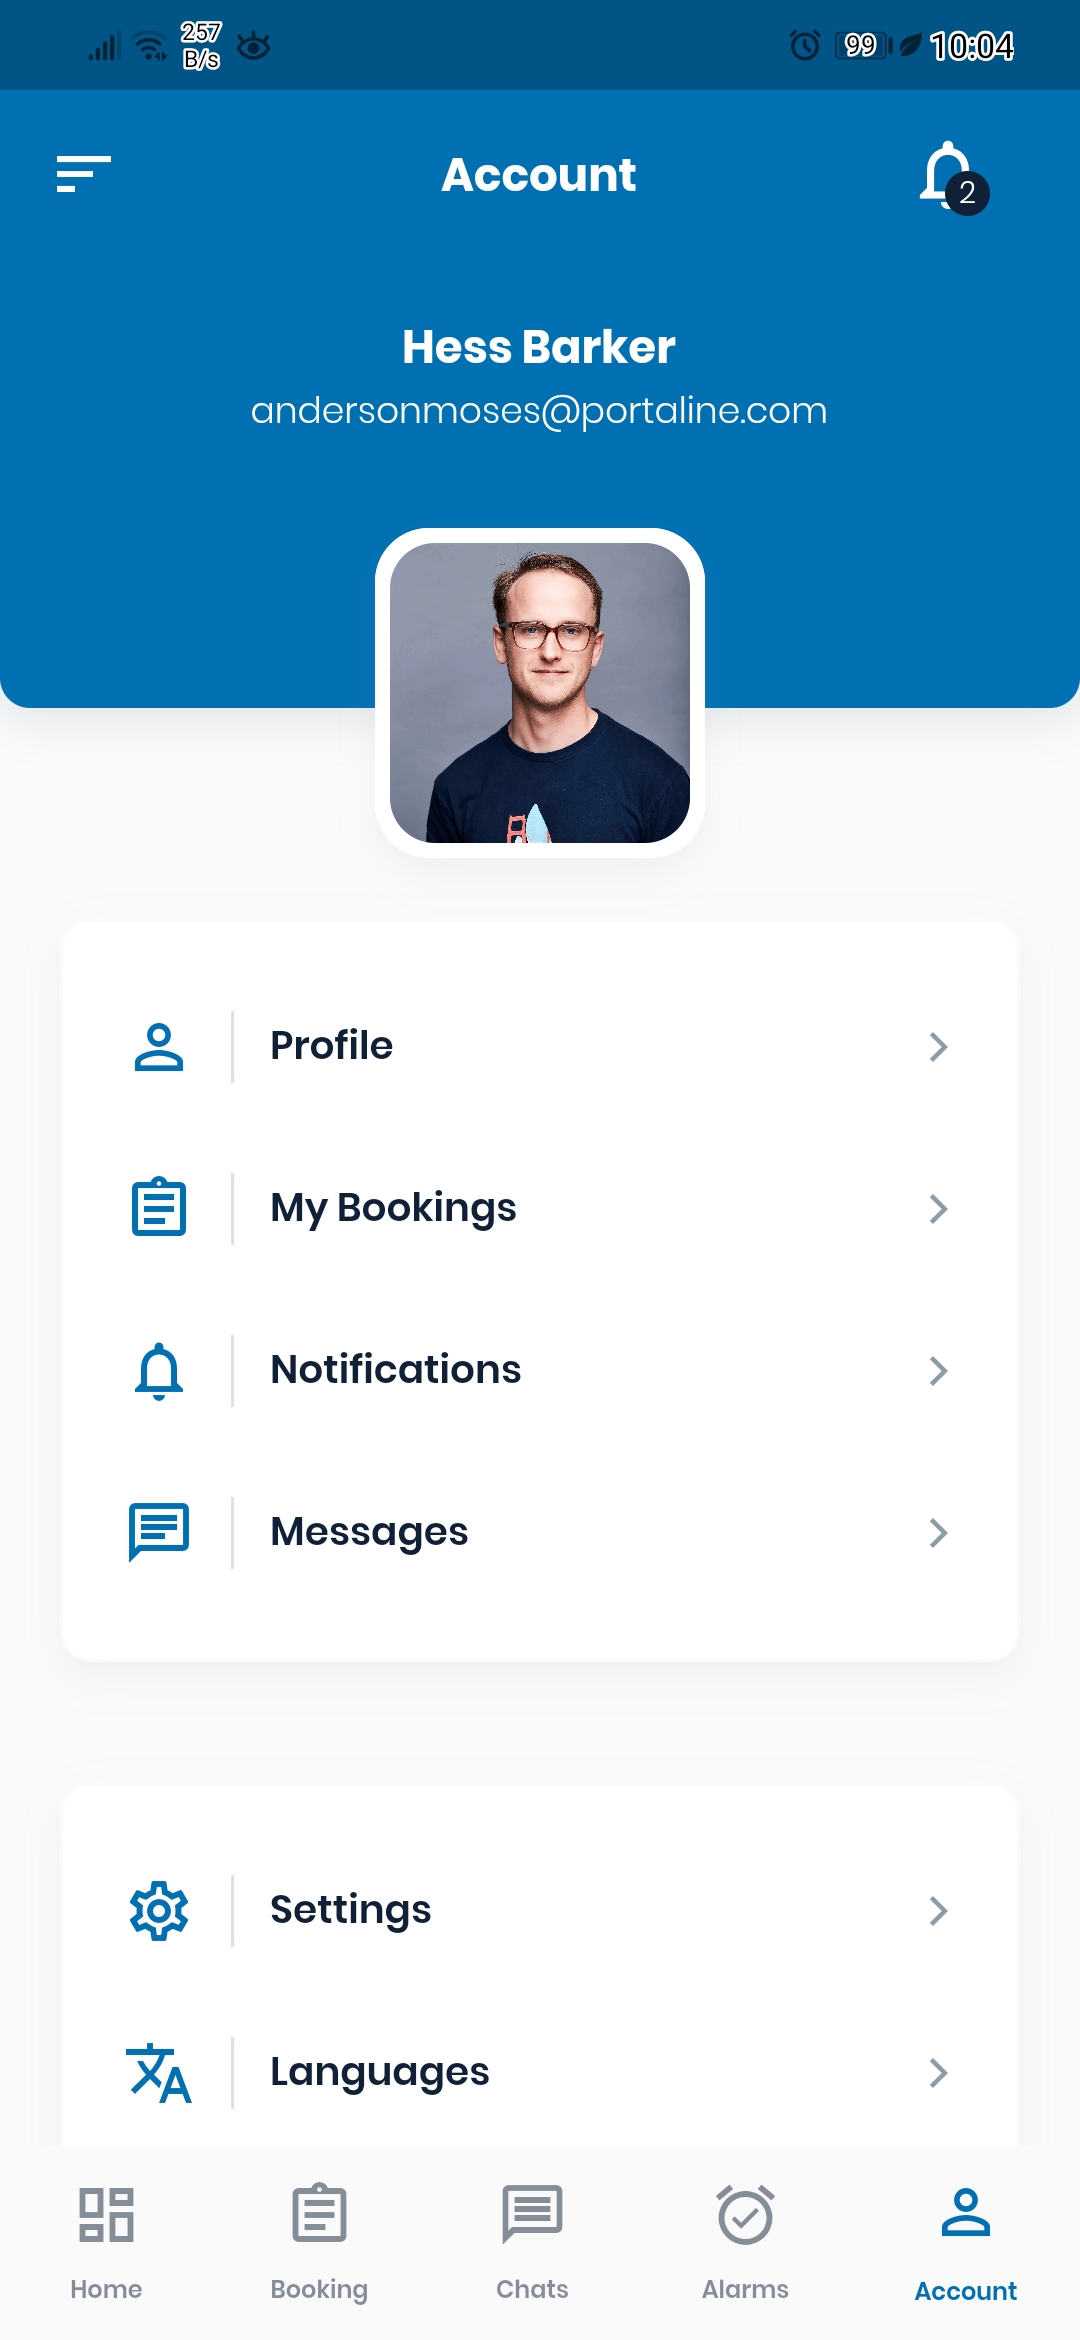 257
B/s
99
10:04
Account
2
Hess Barker
andersonmoses@portaline.com
Profile
My Bookings
Notifications
Messages
Settings
Languages
Home
Booking
Chats
Alarms
Account